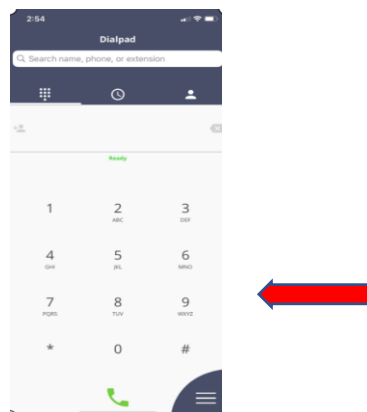 2:54
Dialpad
Search name, phone, or extension
Ready
1 2 3
ABC DEF
4 5 6
GHI JKL MNO
7 8 9
PQRS TUV WXYZ
* 0 #